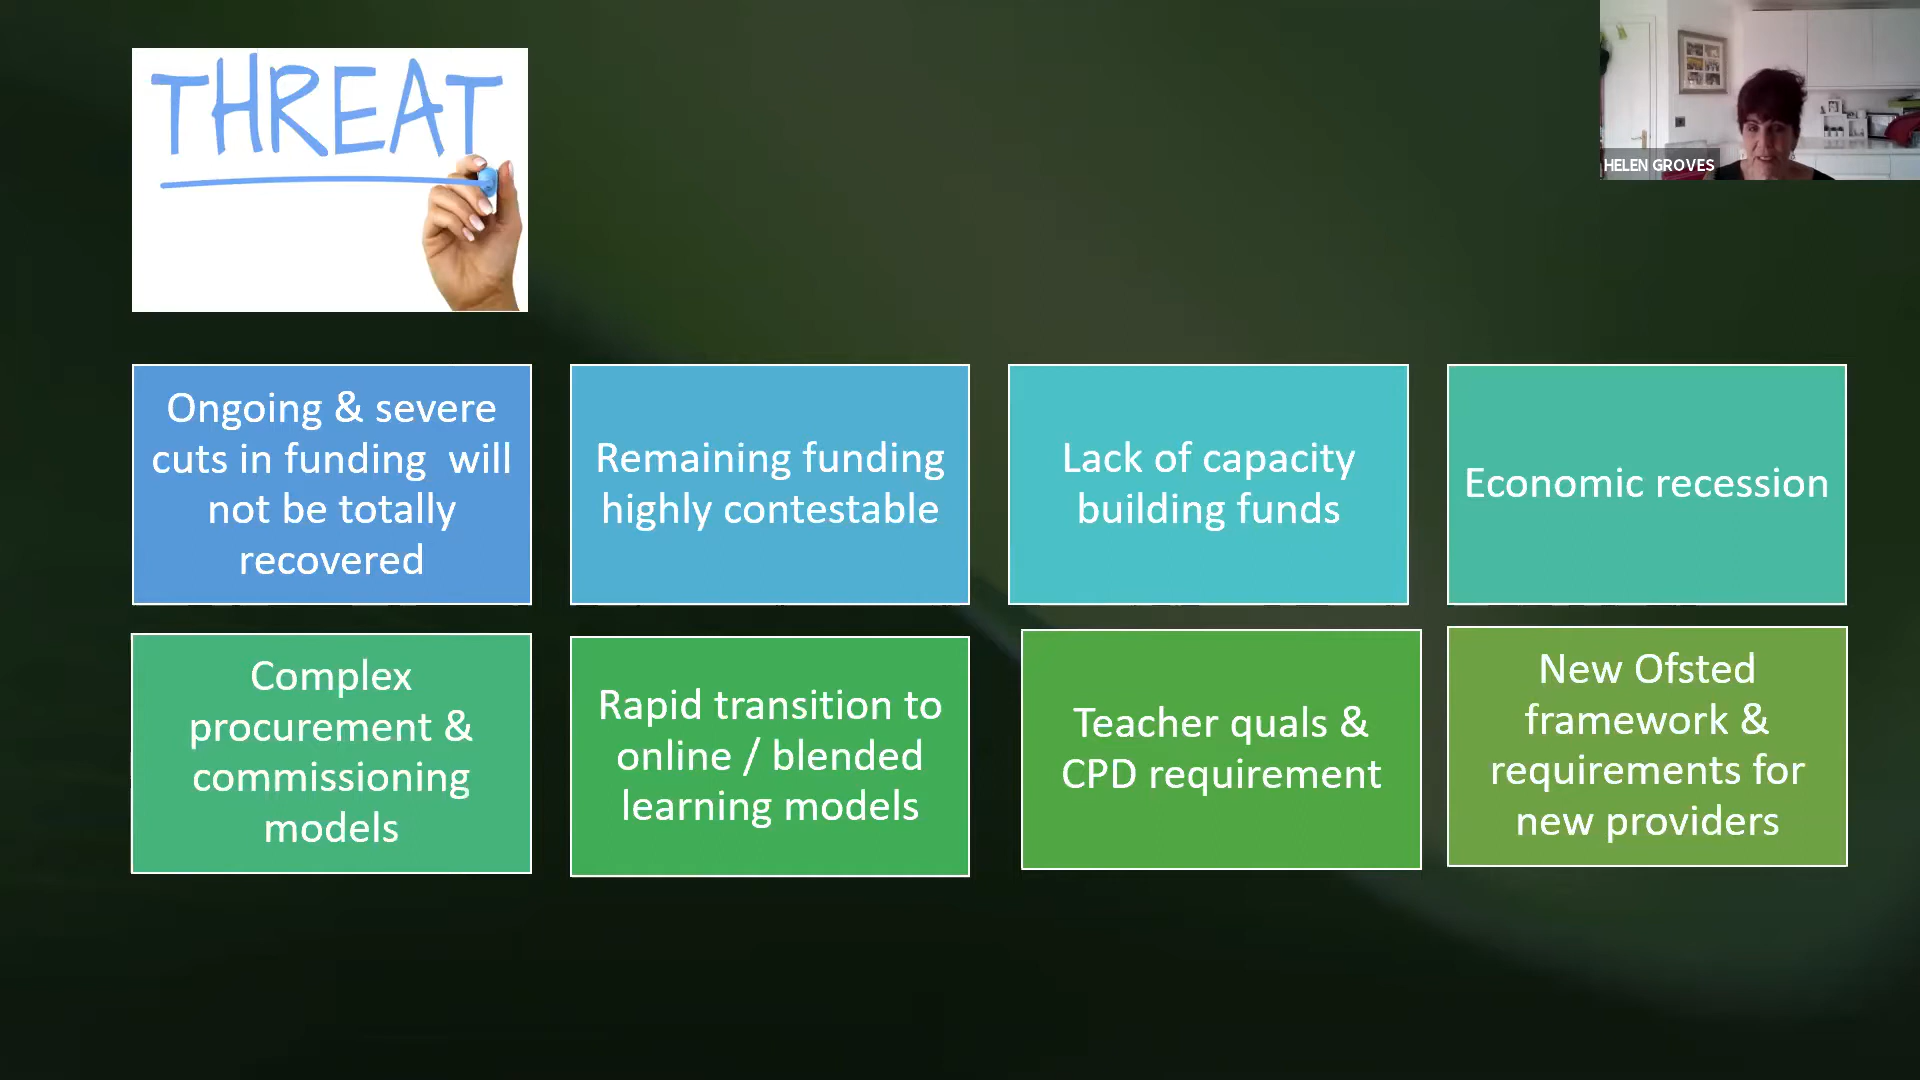 THREAT
HELEN GROVES
Ongoing & severe
cuts in funding will
not be totally
recovered
Remaining funding
highly contestable
Lack of capacity
building funds
Economic recession
Complex
procurement &
commissioning
models
Rapid transition to
online / blended
learning models
Teacher quals &
CPD requirement
New Ofsted
framework &
requirements for
new providers